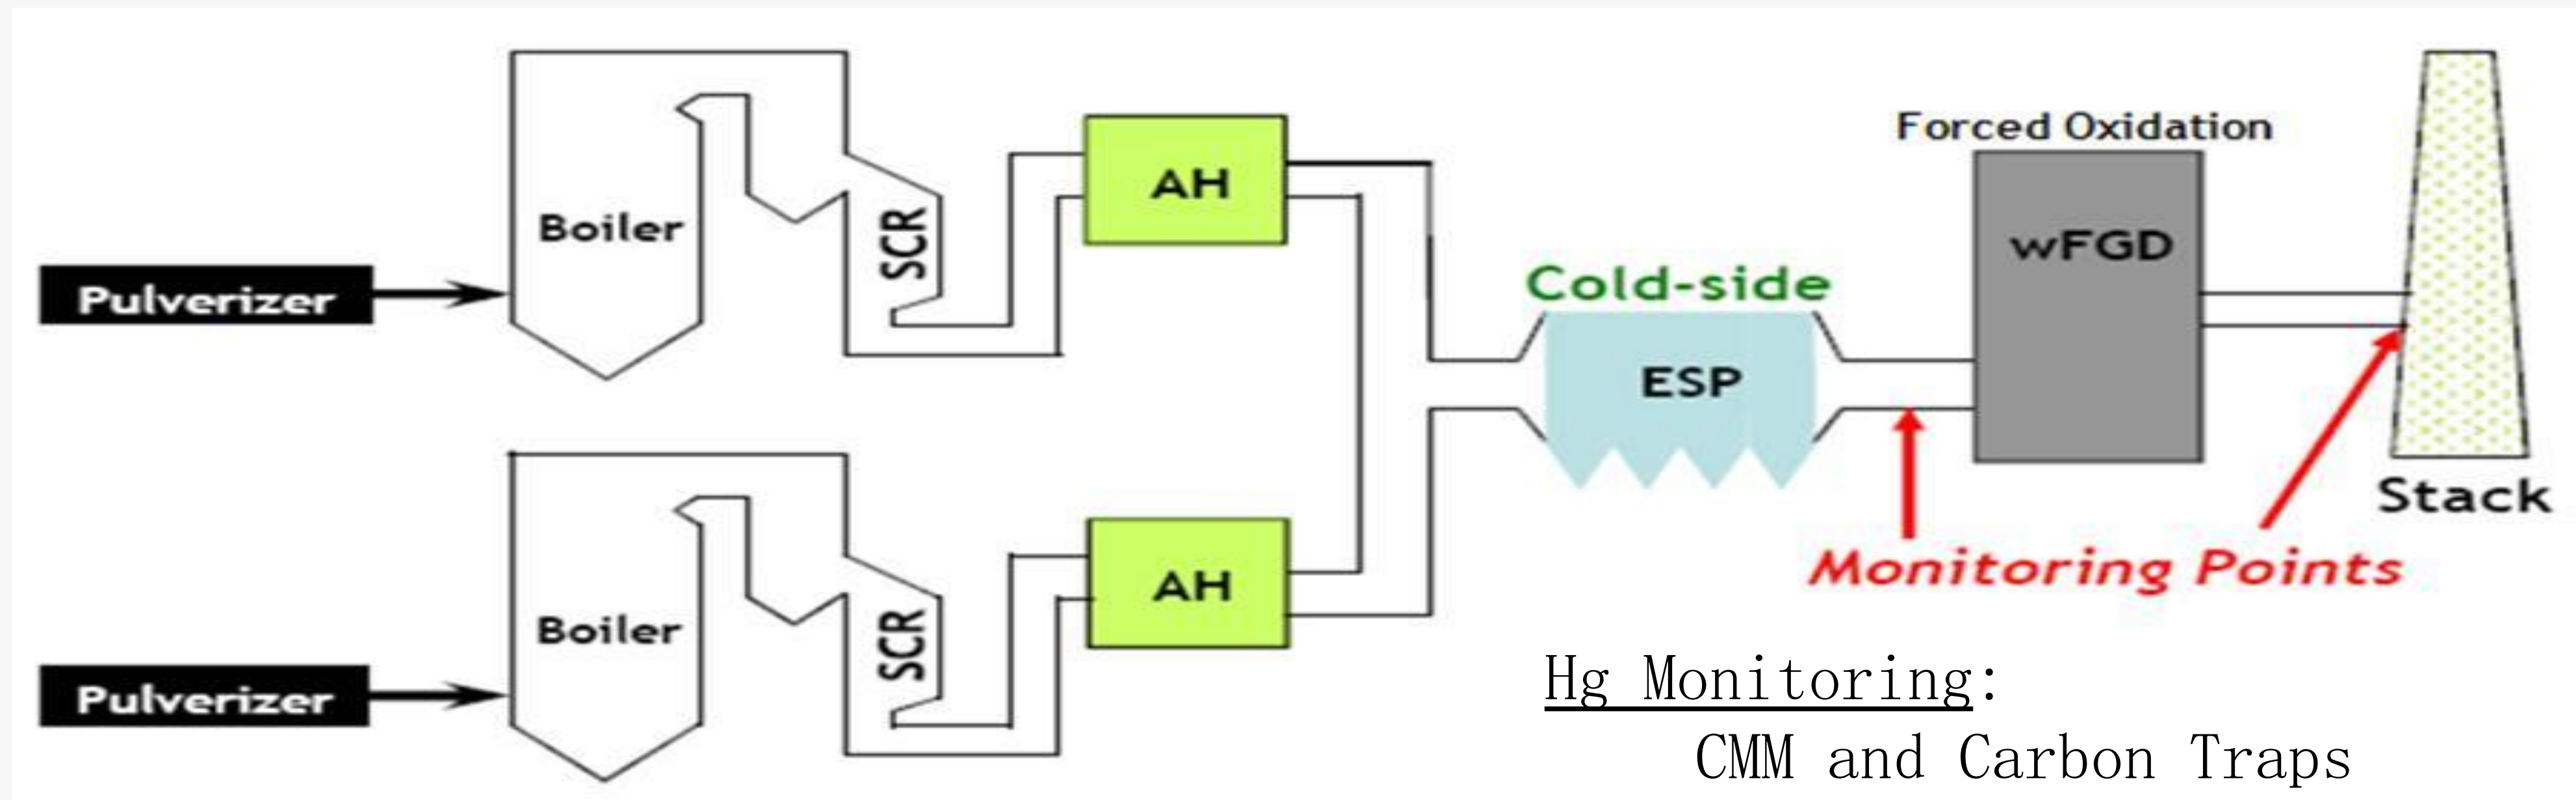 Pulverizer
Boiler
SCR
AH
Pulverizer
Boiler
SCR
AH
Cold-side
ESP
Forced Oxidation
wFGD
Stack
Monitoring Points
Hg Monitoring:
CMM and Carbon Traps